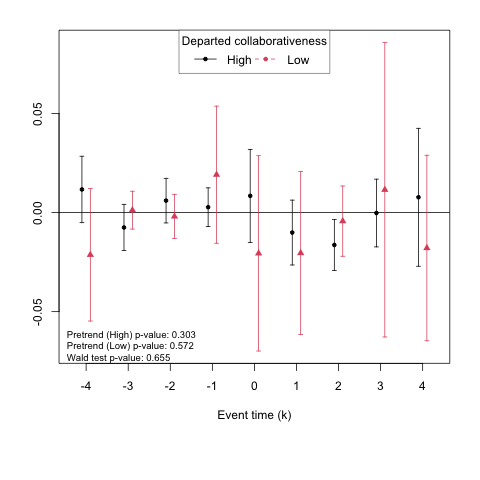 Departed collaborativeness
High Low
0.05
0.00
-0.05
Pretrend (High) p-value: 0.303
Pretrend (Low) p-value: 0.572
Wald test p-value: 0.655
-4 -3 -2 -1 0 1 2 3 4
Event time (k)